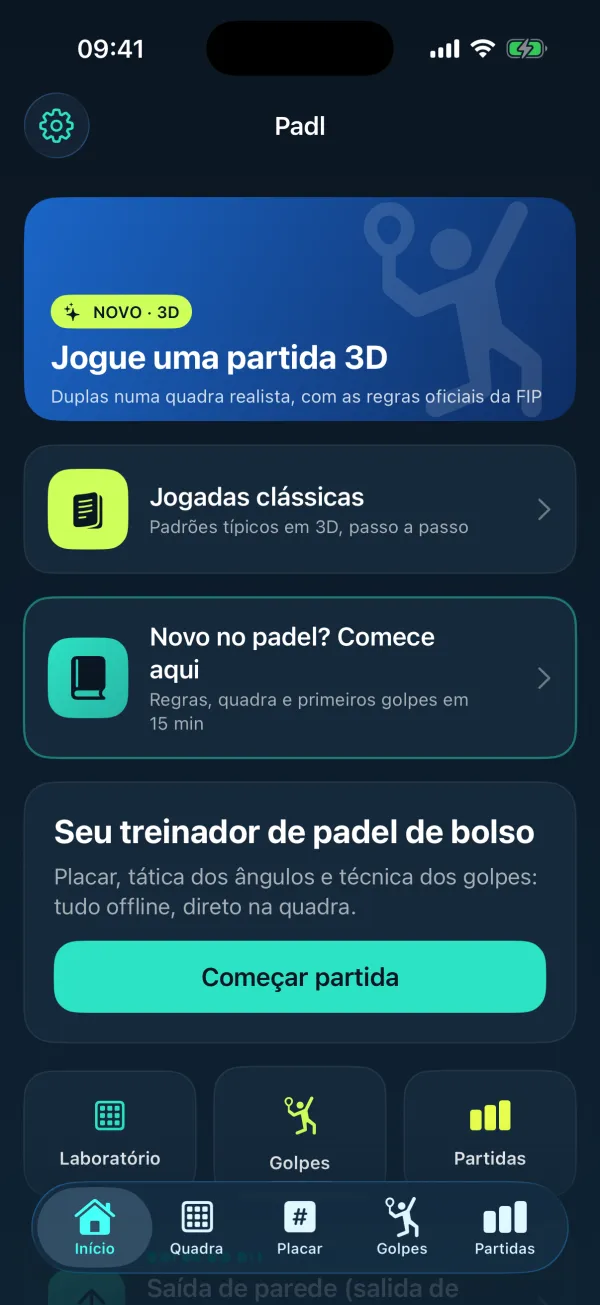 09:41
Padl
NOVO · 3D
Jogue uma partida 3D
Duplas numa quadra realista, com as regras oficiais da FIP
Jogadas clássicas
Padrões típicos em 3D, passo a passo
Novo no padel? Comece
aqui
Regras, quadra e primeiros golpes em
15 min
Seu treinador de padel de bolso
Placar, tática dos ângulos e técnica dos golpes:
tudo offline, direto na quadra.
Começar partida
Laboratório
Golpes
Partidas
#
Início
Quadra
Placar
Golpes
Partidas
Saída de parede (salida de